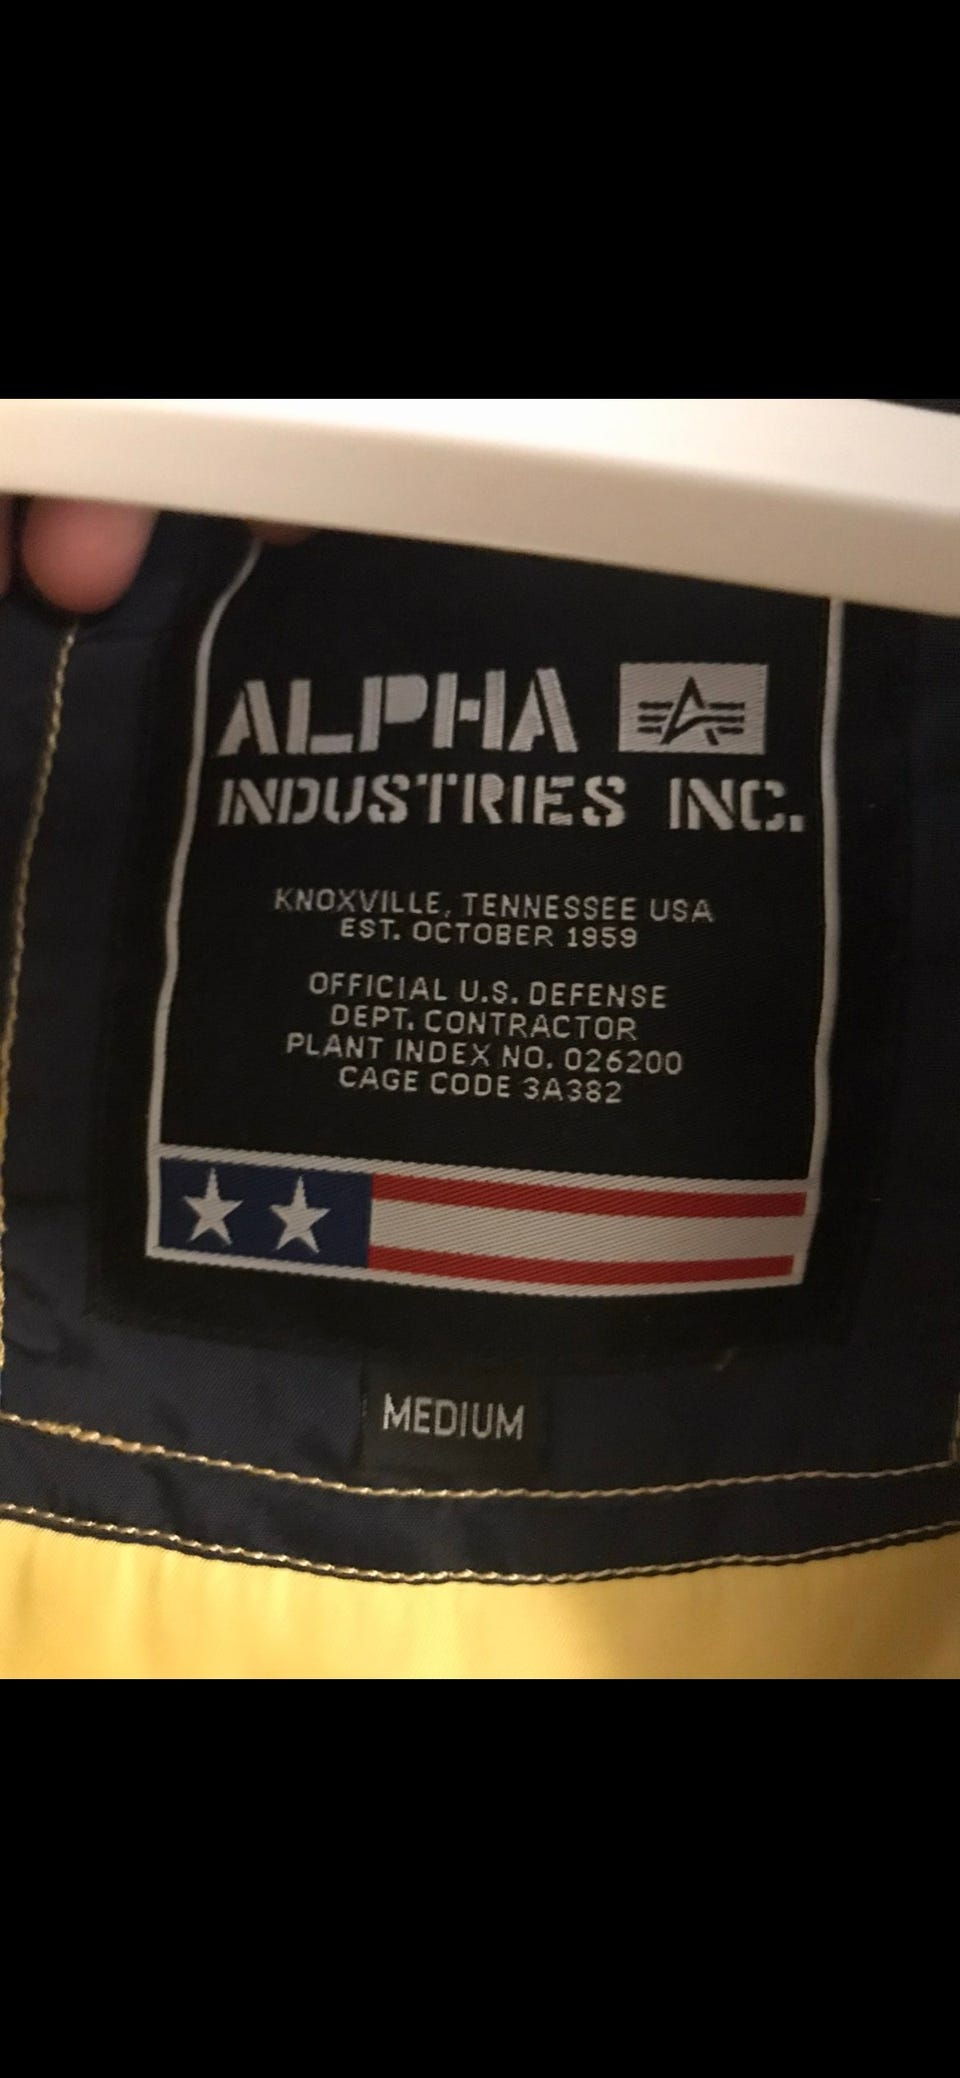 ALPHA
INDUSTRIES INC.
KNOXVILLE, TENNESSEE USA
EST. OCTOBER 1959
OFFICIAL U.S. DEFENSE
DEPT. CONTRACTOR
PLANT INDEX NO. 026200
CAGE CODE 3A382
MEDIUM